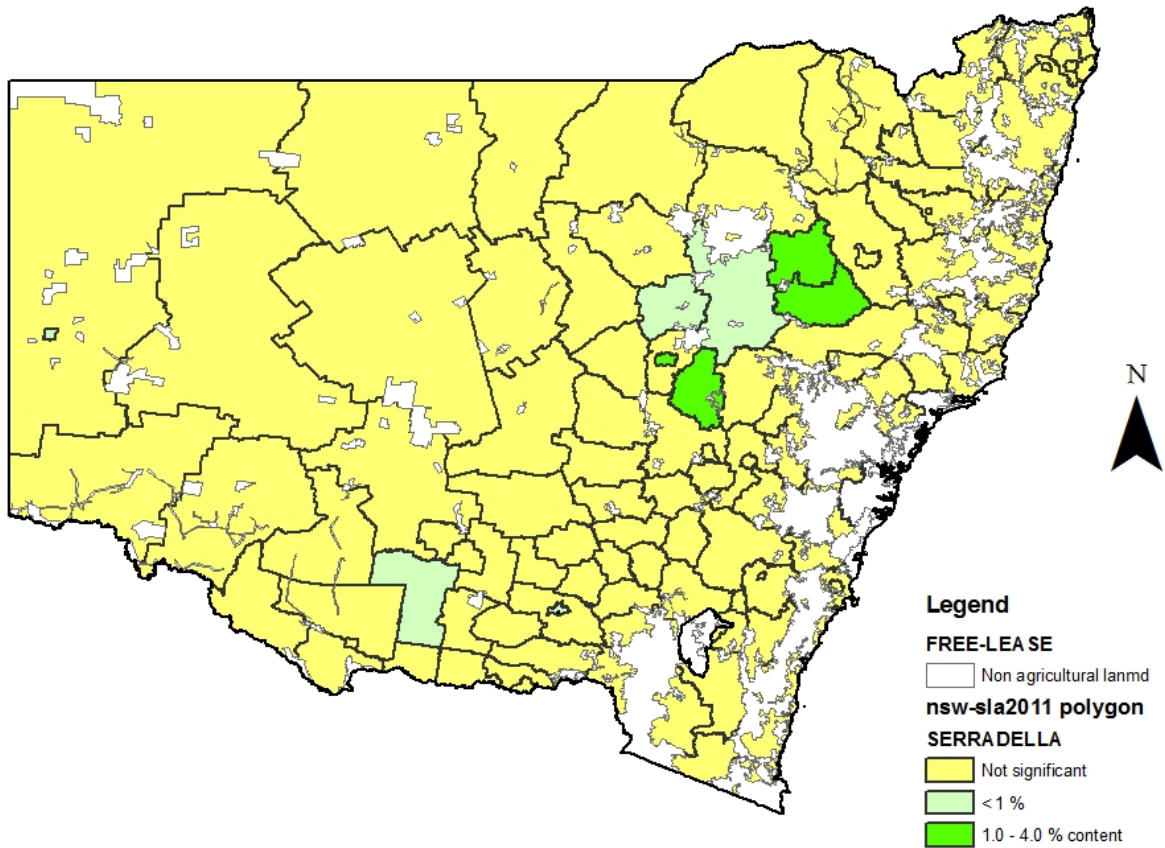 N
Legend
FREE-LEASE
Non agricultural lanmd
nsw-sla2011 polygon
SERRADELLA
Not significant
<1 %
1.0 - 4.0 % content